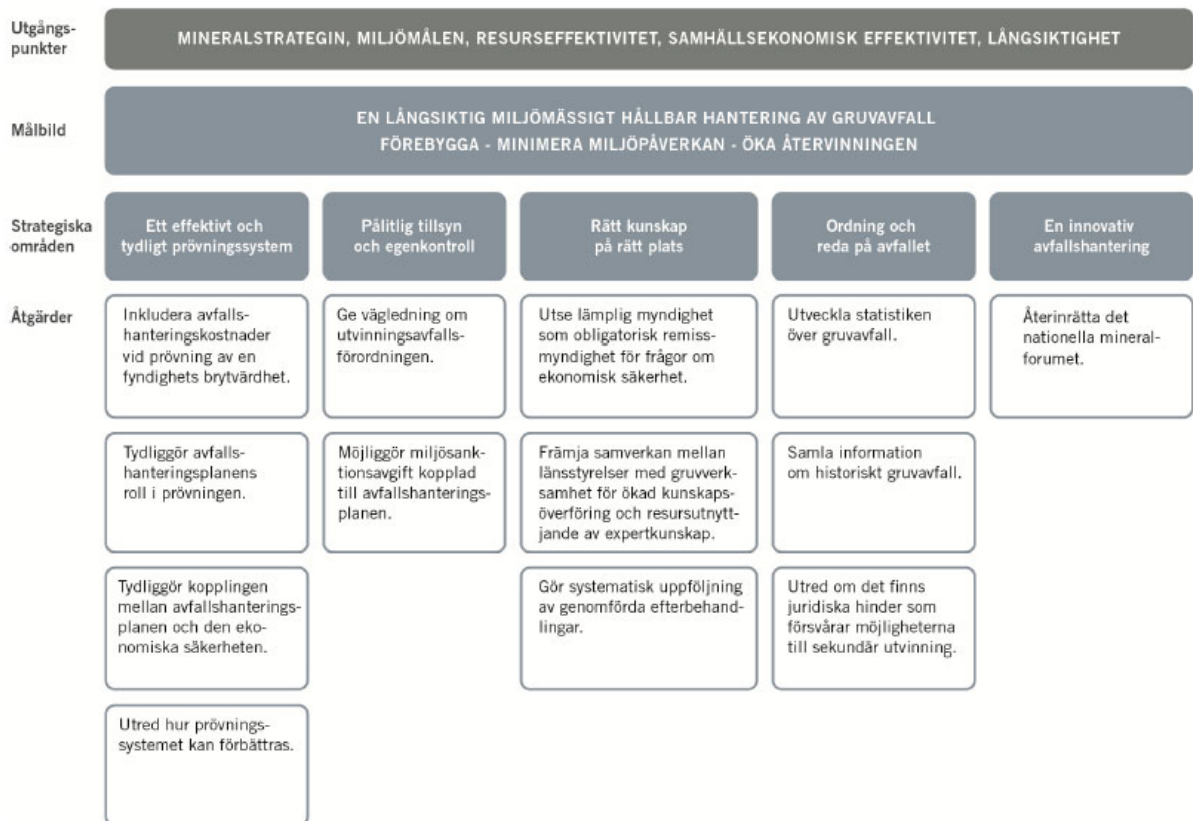 Utgångs-
punkter
MINERALSTRATEGIN, MILJÖMÅLEN, RESURSEFFEKTIVITET, SAMHÄLLSEKONOMISK EFFEKTIVITET, LÅNGSIKTIGHET
Målbild
EN LÅNGSIKTIG MILJÖMÄSSIGT HÅLLBAR HANTERING AV GRUVAVFALL
FÖREBYGGA - MINIMERA MILJÖPÅVERKAN - ÖKA ÅTERVINNINGEN
Strategiska
områden
Ett effektivt och
tydligt prövningssystem
Pålitlig tillsyn
och egenkontroll
Rätt kunskap
på rätt plats
Ordning och
reda på avfallet
En innovativ
avfallshantering
Åtgärder
Inkludera avfalls-
hanteringskostnader
vid prövning av en
fyndighets brytvärdhet.
Ge vägledning om
utvinningsavfalls-
förordningen.
Utse lämplig myndighet
som obligatorisk remiss-
myndighet för frågor om
ekonomisk säkerhet.
Utveckla statistiken
över gruvavfall.
Återinrätta det
nationella mineral-
forumet.
Tydliggör avfalls-
hanteringsplanens
roll i prövningen.
Möjliggör miljösank-
tionsavgift kopplad
till avfallshanterings-
planen.
Främja samverkan mellan
länsstyrelser med gruvverk-
samhet för ökad kunskaps-
överföring och resursutnytt-
jande av expertkunskap.
Samla information
om historiskt gruvavfall.
Tydliggör kopplingen
mellan avfallshanterings-
planen och den eko-
nomiska säkerheten.
Gör systematisk uppföljning
av genomförda efterbehand-
lingar.
Utred om det finns
juridiska hinder som
försvårar möjligheterna
till sekundär utvinning.
Utred hur prövnings-
systemet kan förbättras.